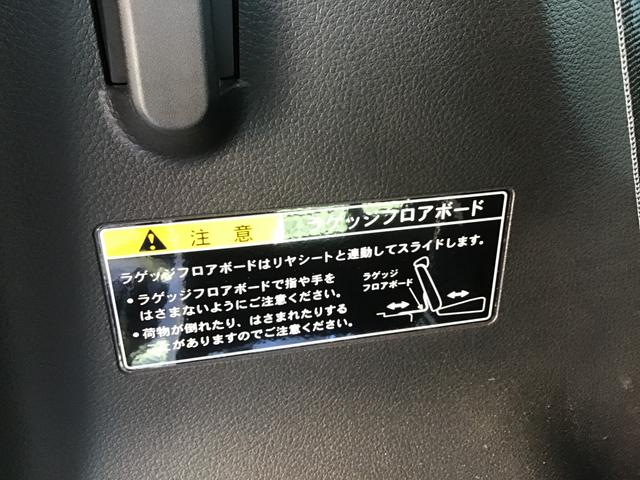 注意 ラゲッジフロアボード
ラゲッジフロアボードはリヤシートと連動してスライドします。
• ラゲッジフロアボードで指や手を
はさまないようにご注意ください。
• 荷物が倒れたり、はさまれたりする
ことがありますのでご注意ください。
ラゲッジ
フロアボード